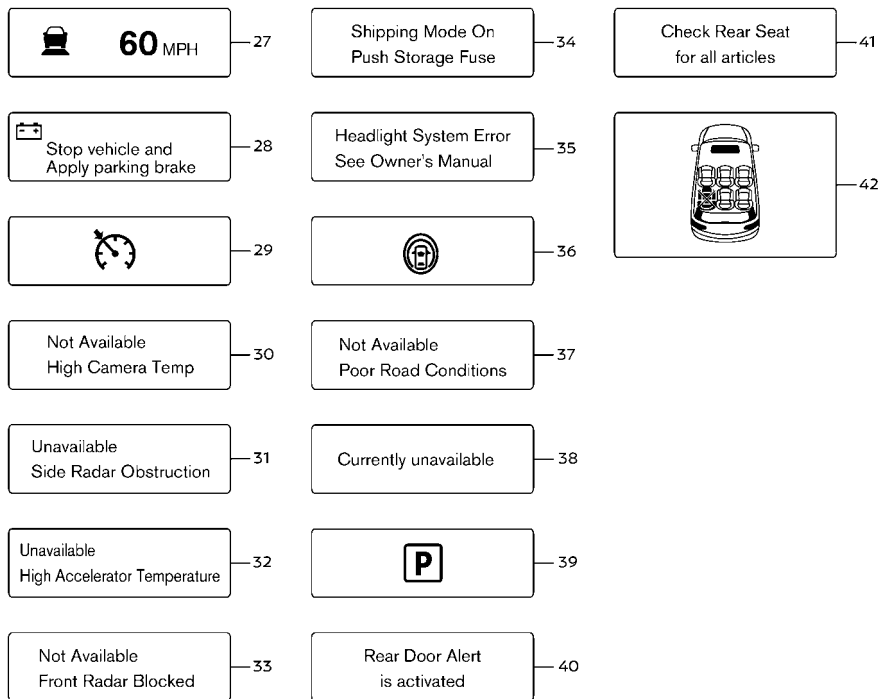 60 MPH
27
Stop vehicle and
Apply parking brake
28
29
Not Available
High Camera Temp
30
Unavailable
Side Radar Obstruction
31
Unavailable
High Accelerator Temperature
32
Not Available
Front Radar Blocked
33
Shipping Mode On
Push Storage Fuse
34
Headlight System Error
See Owner's Manual
35
36
Not Available
Poor Road Conditions
37
Currently unavailable
38
P
39
Rear Door Alert
is activated
40
Check Rear Seat
for all articles
41
42